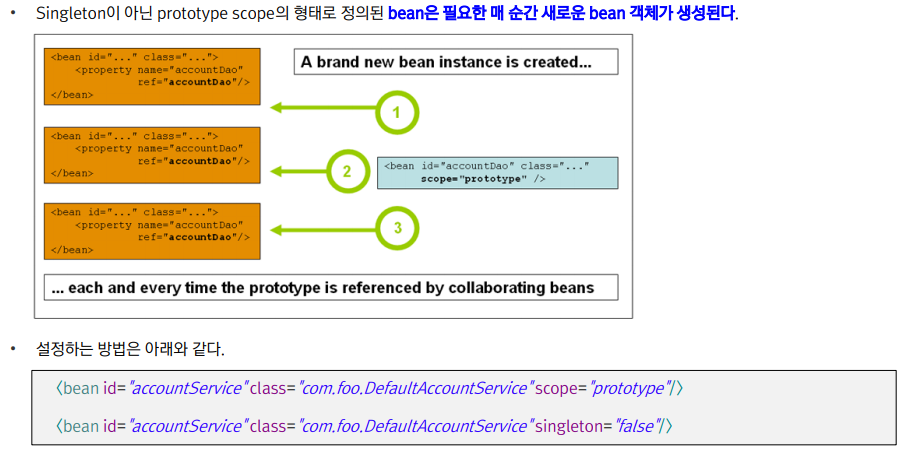 • Singleton이 아닌 prototype scope의 형태로 정의된 bean은 필요한 매 순간 새로운 bean 객체가 생성된다.
<bean id="..." class="...">
<property name="accountDao"
ref="accountDao"/>
</bean>
A brand new bean instance is created...
1
<bean id="..." class="...">
<property name="accountDao"
ref="accountDao"/>
</bean>
2
<bean id="accountDao" class="..."
scope="prototype" />
<bean id="..." class="...">
<property name="accountDao"
ref="accountDao"/>
</bean>
3
... each and every time the prototype is referenced by collaborating beans
• 설정하는 방법은 아래와 같다.
<bean id="accountService" class="com.foo.DefaultAccountService" scope="prototype"/>
<bean id="accountService" class="com.foo.DefaultAccountService" singleton="false"/>